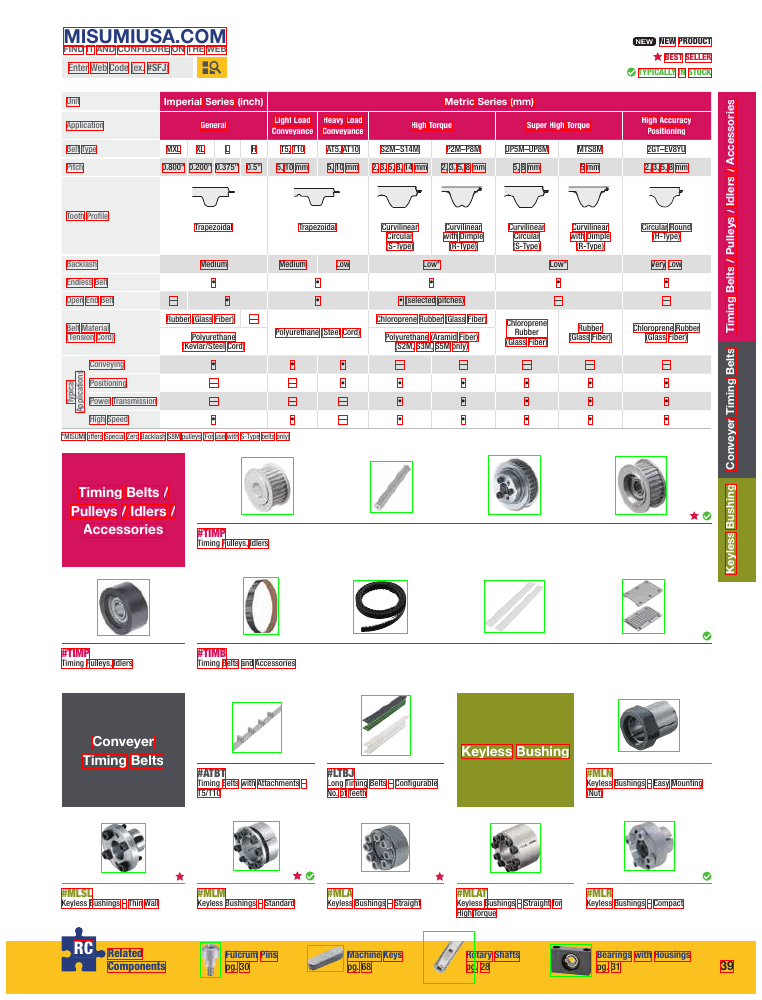 MISUMIUSA.COM
FIND IT AND CONFIGURE ON THE WEB
Enter Web Code (ex. #SFJ)
NEW NEW PRODUCT
BEST SELLER
TYPICALLY IN STOCK
Unit Imperial Series (inch) Metric Series (mm)
Application General Light Load Conveyance Heavy Load Conveyance High Torque Super High Torque High Accuracy Positioning
Belt Type MXL XL L H T5, T10 AT5, AT10 S2M–S14M P2M–P8M UP5M–UP8M MTS8M 2GT–EV8YU
Pitch 0.800" 0.200" 0.375" 0.5" 5, 10 mm 5, 10 mm 2, 3, 5, 8, 14 mm 2, 3, 5, 8 mm 5, 8 mm 8 mm 2, 3, 5, 8 mm
Tooth Profile Trapezoidal Trapezoidal Curvilinear Circular (S-Type) Curvilinear with Dimple (R-Type) Curvilinear Circular (S-Type) Curvilinear with Dimple (R-Type) Circular Round (H-Type)
Backlash Medium Medium Low Low* Low* Very Low
Endless Belt • • • • • •
Open End Belt — • • • (selected pitches) — —
Belt Material (Tension Cord) Rubber (Glass Fiber) — Polyurethane Kevlar/Steel Cord) Polyurethane (Steel Cord) Chloroprene Rubber (Glass Fiber) Polyurethane (Aramid Fiber) (S2M, S3M, S5M only) Chloroprene Rubber (Glass Fiber) Rubber (Glass Fiber) Chloroprene Rubber (Glass Fiber)
Typical Applications
Conveying • • • — — — — —
Positioning — — • • • • • •
Power Transmission — — — • • • • •
High Speed • • — • • • • •
*MISUMI offers Special Zero Backlash S8M pulleys (For use with S-Type belts only)
Timing Belts / Pulleys / Idlers / Accessories
Conveyer Timing Belts
Keyless Bushing
Timing Belts /
Pulleys / Idlers /
Accessories
#TIMP
Timing Pulleys, Idlers
#TIMP
Timing Pulleys, Idlers
#TIMB
Timing Belts and Accessories
Conveyer
Timing Belts
#ATBT
Timing Belts with Attachments –
T5/T10
#LTBJ
Long Timing Belts – Configurable
No. of Teeth
Keyless Bushing
#MLN
Keyless Bushings – Easy Mounting
(Nut)
#MLSL
Keyless Bushings – Thin Wall
#MLM
Keyless Bushings – Standard
#MLA
Keyless Bushings – Straight
#MLAT
Keyless Bushings – Straight for
High Torque
#MLR
Keyless Bushings – Compact
RC
Related
Components
Fulcrum Pins
pg. 30
Machine Keys
pg. 68
Rotary Shafts
pg. 28
Bearings with Housings
pg. 31
39